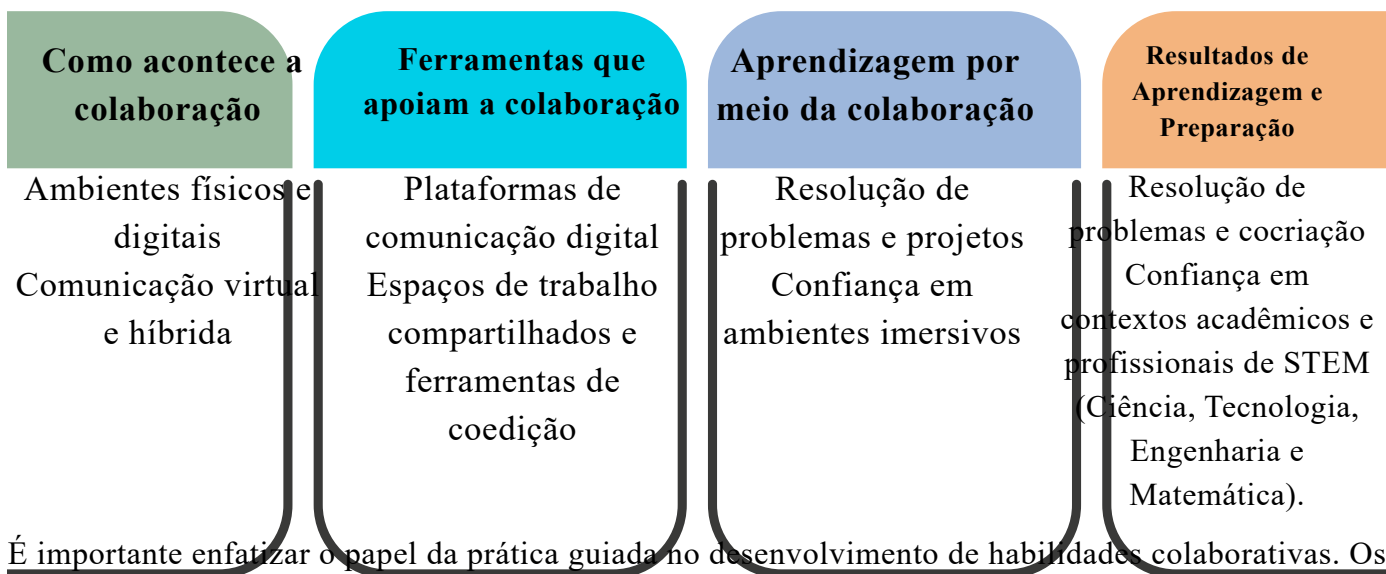 Como acontece a
colaboração
Ambientes físicos e
digitais
Comunicação virtual
e híbrida
Ferramentas que
apoiam a colaboração
Plataformas de
comunicação digital
Espaços de trabalho
compartilhados e
ferramentas de
coedição
Aprendizagem por
meio da colaboração
Resolução de
problemas e projetos
Confiança em
ambientes imersivos
Resultados de
Aprendizagem e
Preparação
Resolução de
problemas e cocriação
Confiança em
contextos acadêmicos e
profissionais de STEM
(Ciência, Tecnologia,
Engenharia e
Matemática).
É importante enfatizar o papel da prática guiada no desenvolvimento de habilidades colaborativas. Os